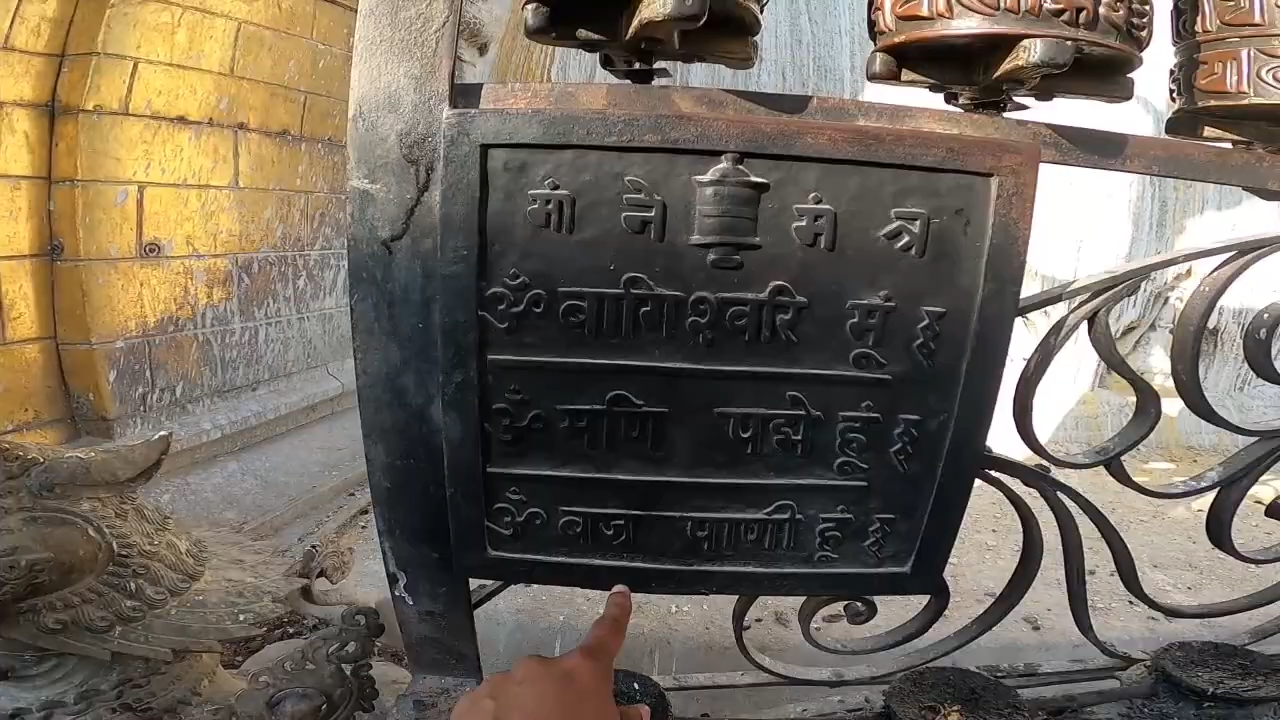 मां ने मं त्र
ॐ बागिश्वरि मूं
ॐ मणि पद्मे हूं
ॐ वज्र पाणी हूं